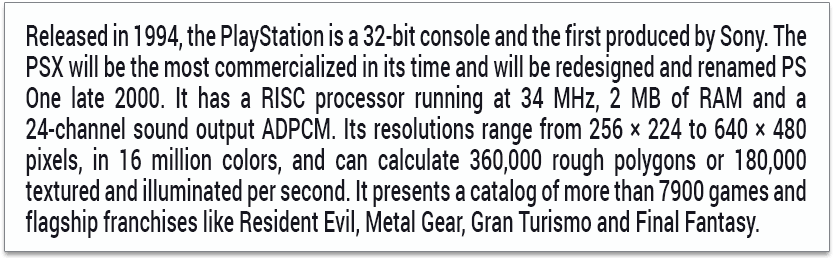 Released in 1994, the PlayStation is a 32-bit console and the first produced by Sony. The
PSX will be the most commercialized in its time and will be redesigned and renamed PS
One late 2000. It has a RISC processor running at 34 MHz, 2 MB of RAM and a
24-channel sound output ADPCM. Its resolutions range from 256 × 224 to 640 × 480
pixels, in 16 million colors, and can calculate 360,000 rough polygons or 180,000
textured and illuminated per second. It presents a catalog of more than 7900 games and
flagship franchises like Resident Evil, Metal Gear, Gran Turismo and Final Fantasy.